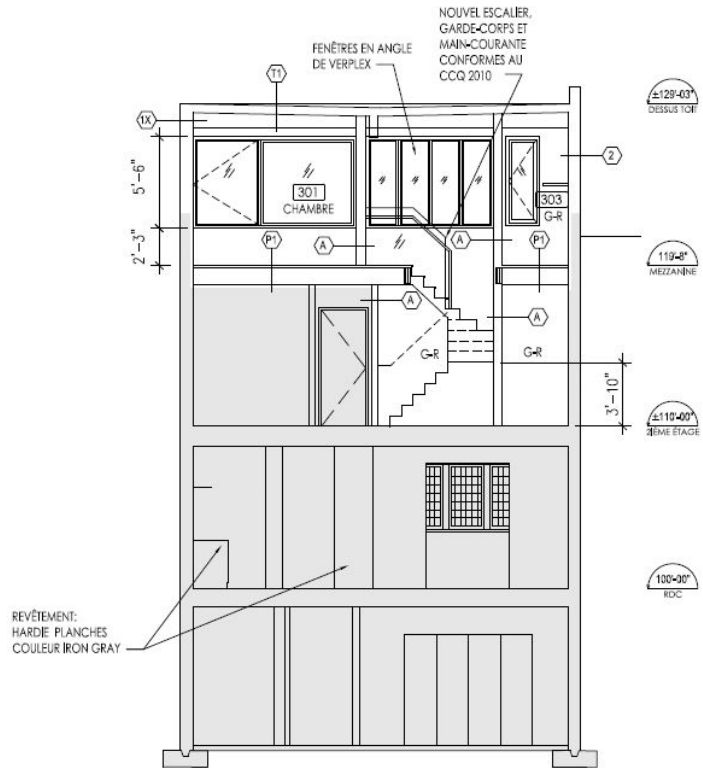 NOUVEL ESCALIER,
GARDE-CORPS ET
MAIN-COURANTE
CONFORMES AU
CCQ 2010
FENÊTRES EN ANGLE
DE VERPLEX
T1
1X
±129'-03"
DESSUS TOIT
2
5'-6"
301
CHAMBRE
303
G-R
2'-3"
P1
A
A
P1
119'-8"
MEZZANINE
A
A
G-R
G-R
3'-10"
±110'-00"
2IÈME ÉTAGE
100'-00"
RDC
REVÊTEMENT:
HARDIE PLANCHES
COULEUR IRON GRAY